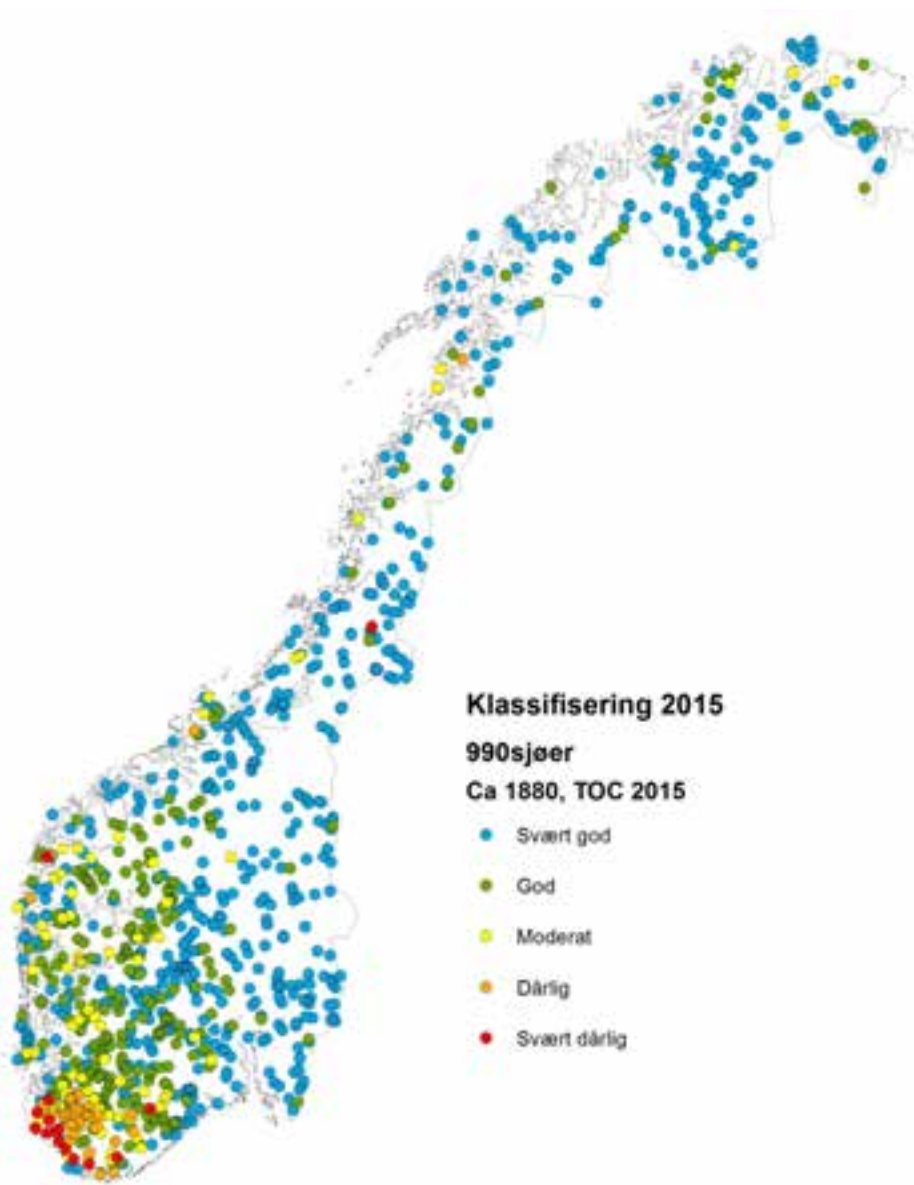 Klassifisering 2015
990sjøer
Ca 1880, TOC 2015
Svært god
God
Moderat
Dårlig
Svært dårlig